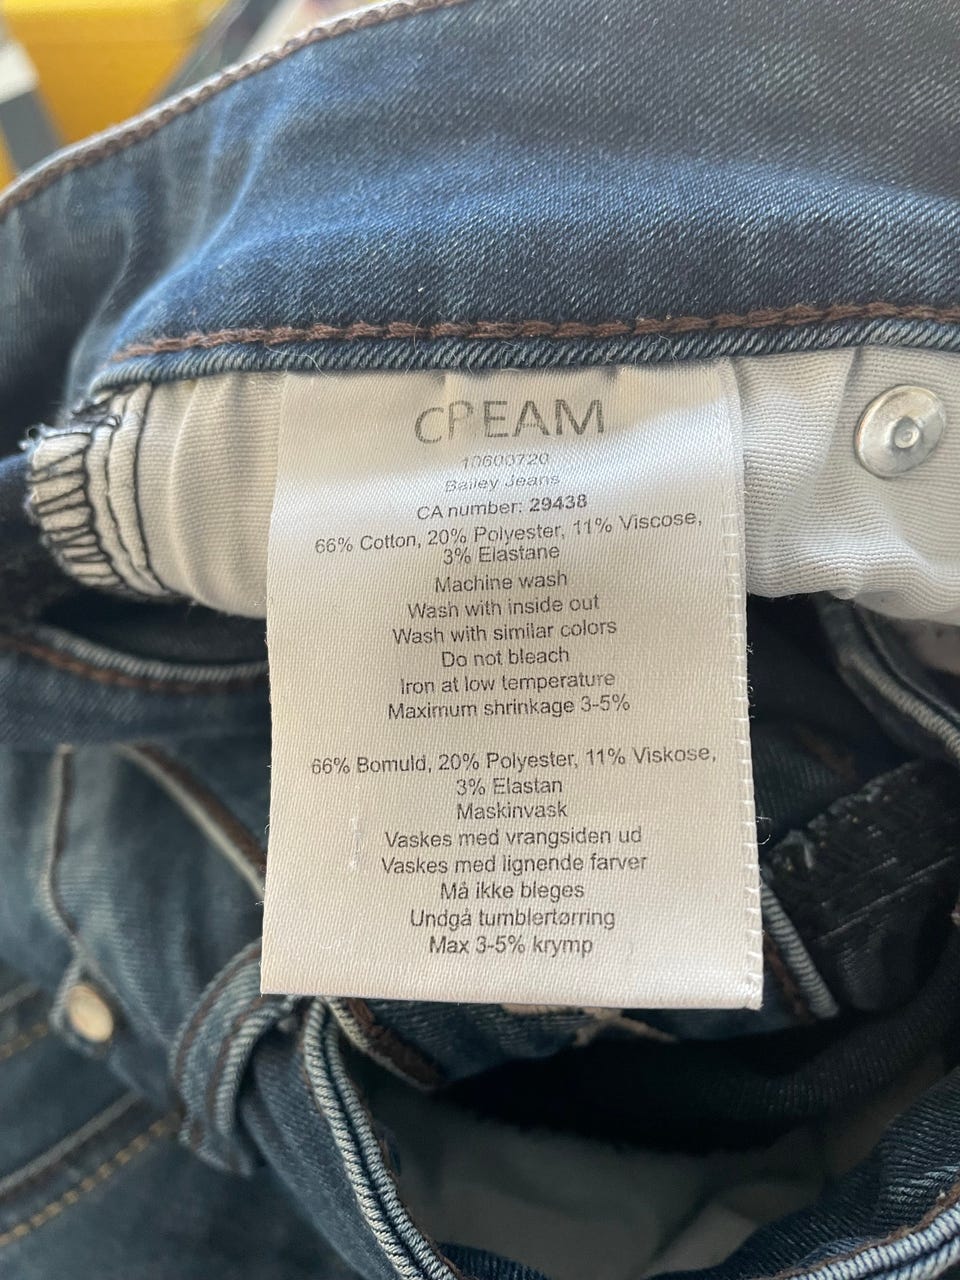 CREAM
10600720
Bailey Jeans
CA number: 29438
66% Cotton, 20% Polyester, 11% Viscose,
3% Elastane
Machine wash
Wash with inside out
Wash with similar colors
Do not bleach
Iron at low temperature
Maximum shrinkage 3-5%
66% Bomuld, 20% Polyester, 11% Viskose,
3% Elastan
Maskinvask
Vaskes med vrangsiden ud
Vaskes med lignende farver
Må ikke bleges
Undgå tumblertørring
Max 3-5% krymp